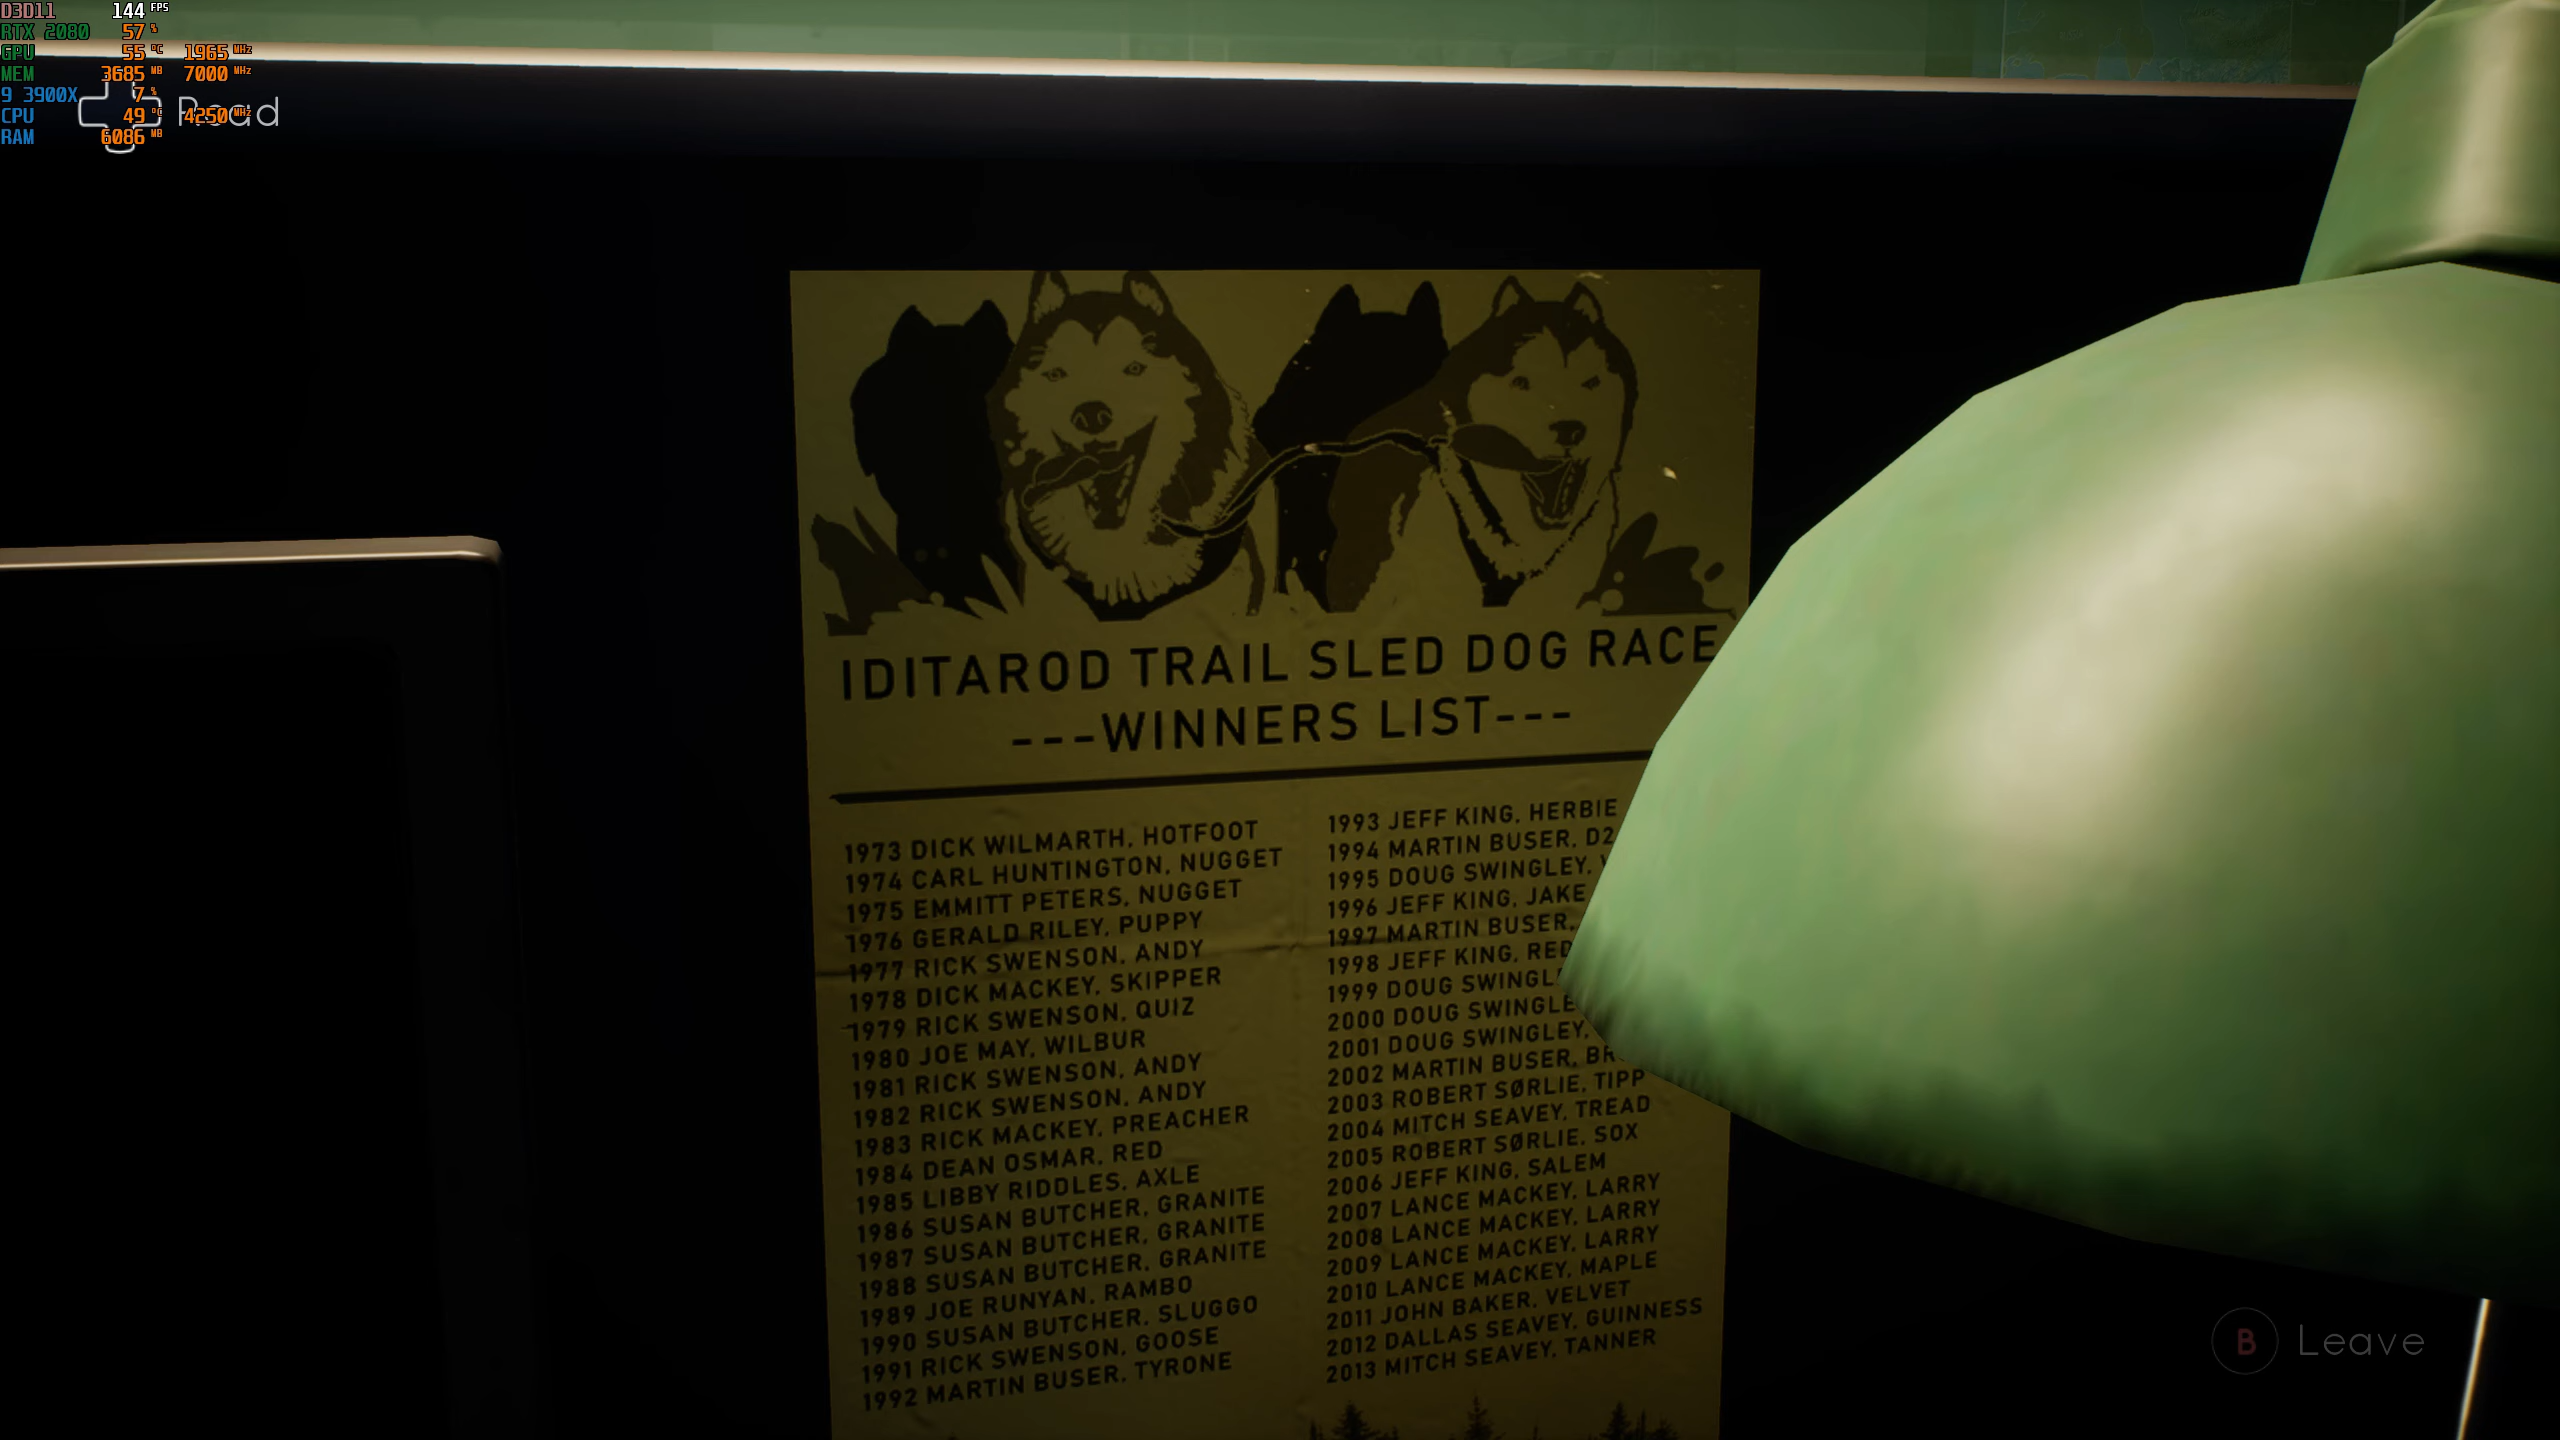 D3D11 144 FPS
RTX 2080 57 %
GPU 55 °C 1965 MHz
MEM 3685 MB 7000 MHz
9 3900X 7 %
CPU 49 °C 4250 MHz
RAM 6086 MB
Read
IDITAROD TRAIL SLED DOG RACE
---WINNERS LIST---
1973 DICK WILMARTH, HOTFOOT
1974 CARL HUNTINGTON, NUGGET
1975 EMMITT PETERS, NUGGET
1976 GERALD RILEY, PUPPY
1977 RICK SWENSON, ANDY
1978 DICK MACKEY, SKIPPER
1979 RICK SWENSON, QUIZ
1980 JOE MAY, WILBUR
1981 RICK SWENSON, ANDY
1982 RICK SWENSON, ANDY
1983 RICK MACKEY, PREACHER
1984 DEAN OSMAR, RED
1985 LIBBY RIDDLES, AXLE
1986 SUSAN BUTCHER, GRANITE
1987 SUSAN BUTCHER, GRANITE
1988 SUSAN BUTCHER, GRANITE
1989 JOE RUNYAN, RAMBO
1990 SUSAN BUTCHER, SLUGGO
1991 RICK SWENSON, GOOSE
1992 MARTIN BUSER, TYRONE
1993 JEFF KING, HERBIE
1994 MARTIN BUSER, D2
1995 DOUG SWINGLEY,
1996 JEFF KING, JAKE
1997 MARTIN BUSER,
1998 JEFF KING, RED
1999 DOUG
2000 DOUG
2001 DOUG SWINGLEY,
2002 MARTIN BUSER,
2003 ROBERT SØRLIE, TIPP
2004 MITCH SEAVEY, TREAD
2005 ROBERT SØRLIE, SOX
2006 JEFF KING, SALEM
2007 LANCE MACKEY, LARRY
2008 LANCE MACKEY, LARRY
2009 LANCE MACKEY, LARRY
2010 LANCE MACKEY, MAPLE
2011 JOHN BAKER, VELVET
2012 DALLAS SEAVEY, GUINNESS
2013 MITCH SEAVEY, TANNER
B Leave